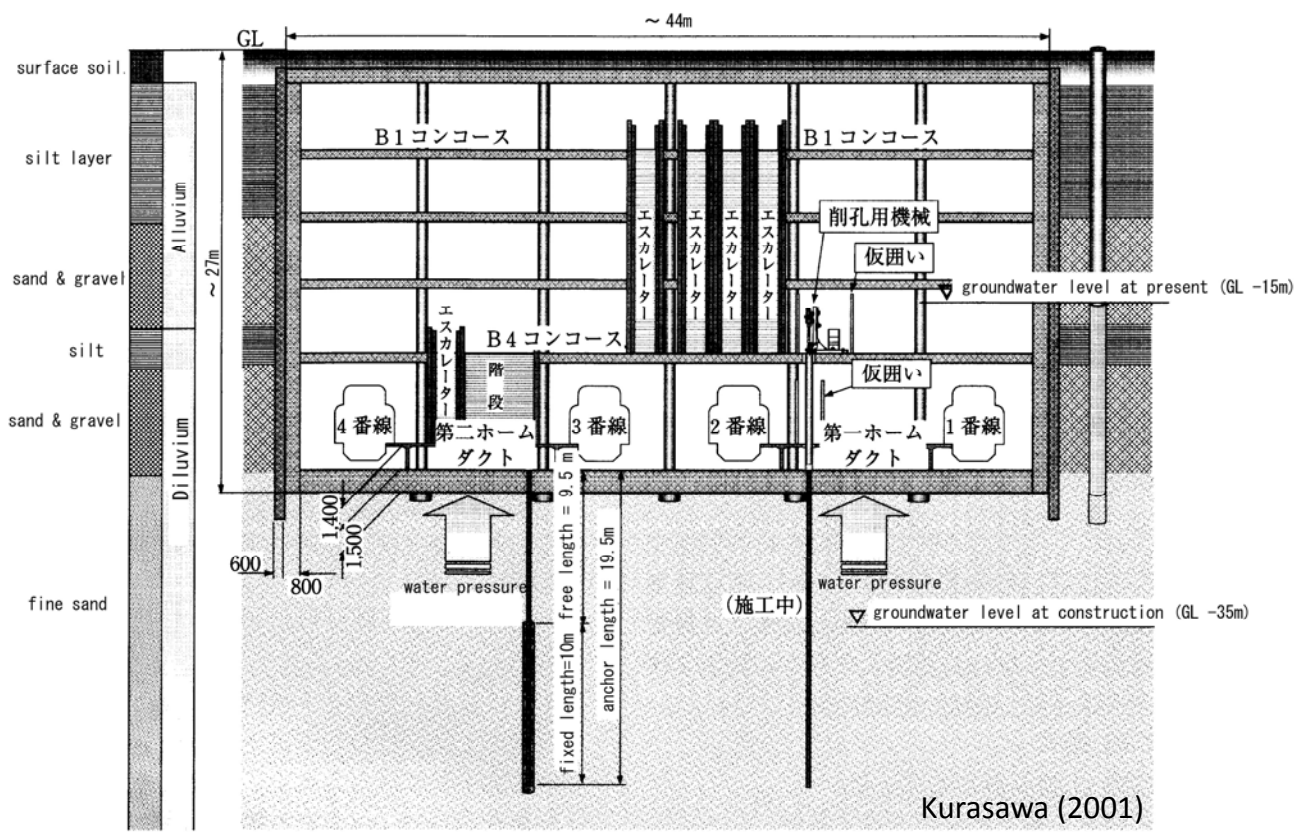 ~ 44m
GL
surface soil
silt layer
sand & gravel
silt
sand & gravel
fine sand
Alluvium
Diluvium
~ 27m
B1コンコース
B1コンコース
エスカレーター
エスカレーター
エスカレーター
エスカレーター
削孔用機械
仮囲い
groundwater level at present (GL -15m)
エスカレーター
B4コンコース
階段
仮囲い
4番線
第二ホーム
ダクト
3番線
2番線
第一ホーム
ダクト
1番線
1,400
1,500
600
800
water pressure
water pressure
fixed length=10m
free length = 9.5 m
anchor length = 19.5m
(施工中)
groundwater level at construction (GL -35m)
Kurasawa (2001)